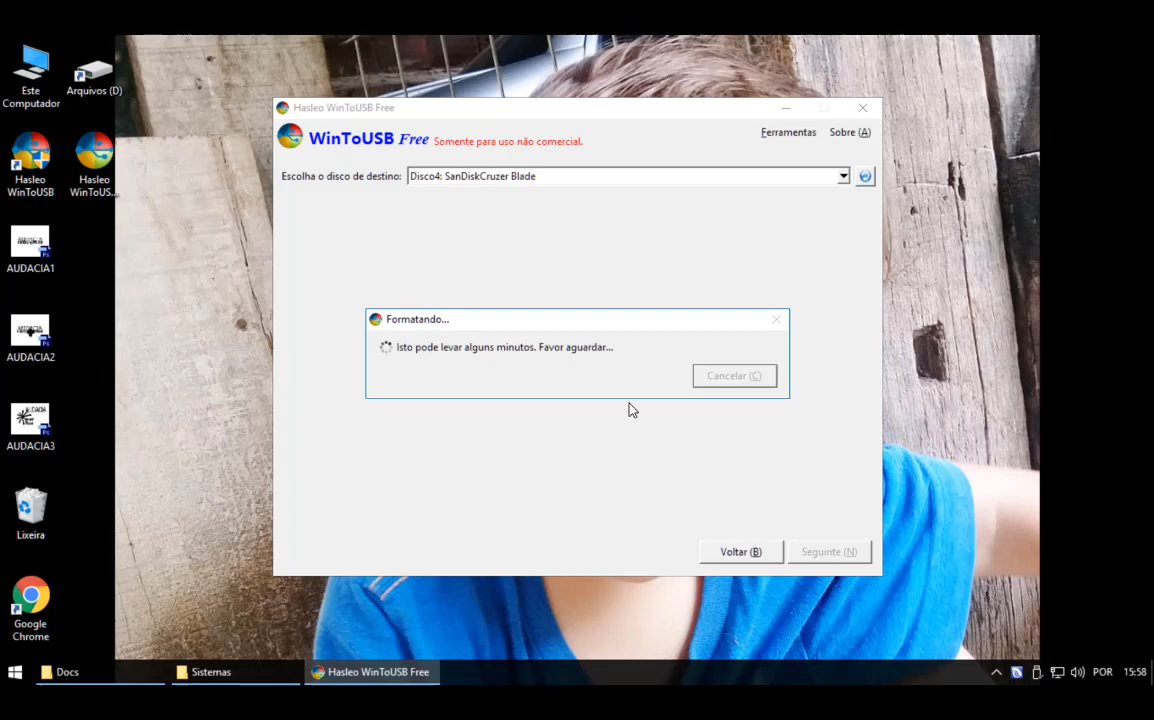 Este
Computador
Arquivos (D)
Hasleo
WinToUSB
Hasleo
WinToUS...
AUDACIA1
AUDACIA2
AUDACIA3
Lixeira
Google
Chrome
Hasleo WinToUSB Free
WinToUSB Free Somente para uso não comercial.
Ferramentas Sobre (A)
Escolha o disco de destino: Disco4: SanDiskCruzer Blade
Formatando...
Isto pode levar alguns minutos. Favor aguardar...
Cancelar (C)
Voltar (B) Seguinte (N)
Docs Sistemas Hasleo WinToUSB Free POR 15:58